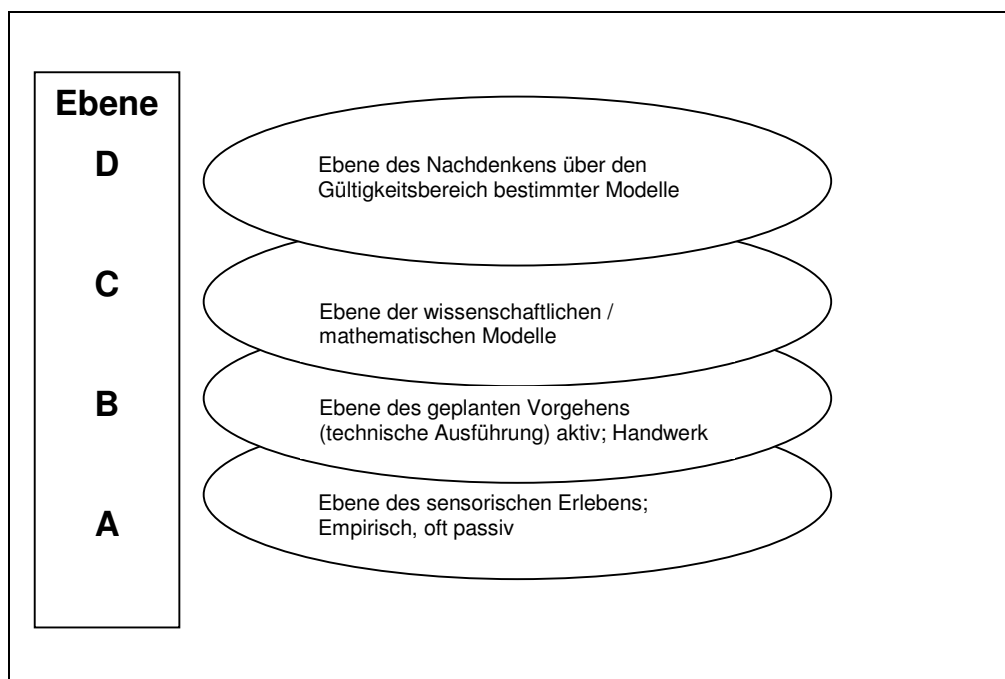 Ebene
D
Ebene des Nachdenkens über den
Gültigkeitsbereich bestimmter Modelle
C
Ebene der wissenschaftlichen /
mathematischen Modelle
B
Ebene des geplanten Vorgehens
(technische Ausführung) aktiv; Handwerk
A
Ebene des sensorischen Erlebens;
Empirisch, oft passiv